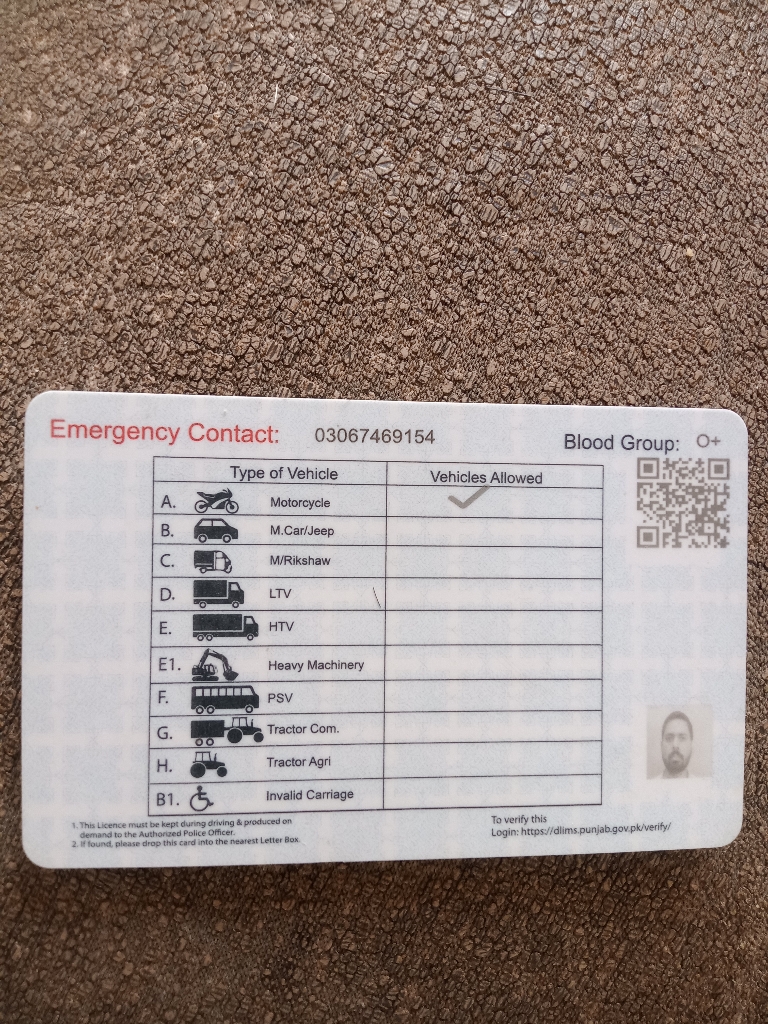 Emergency Contact: 03067469154 Blood Group: O+
Type of Vehicle Vehicles Allowed
A. Motorcycle ✓
B. M.Car/Jeep
C. M/Rikshaw
D. LTV
E. HTV
E1. Heavy Machinery
F. PSV
G. Tractor Com.
H. Tractor Agri
B1. Invalid Carriage
1. This Licence must be kept during driving & produced on
demand to the Authorized Police Officer.
2. If found, please drop this card into the nearest Letter Box.
To verify this
Login: https://dlims.punjab.gov.pk/verify/